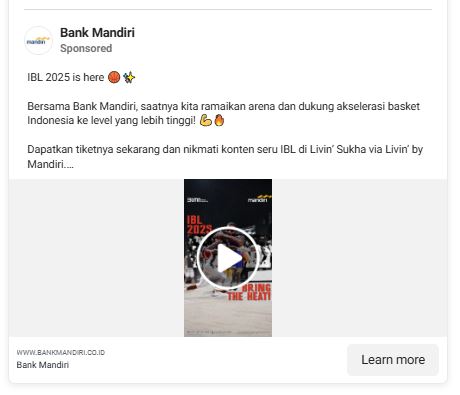 Bank Mandiri
Sponsored
IBL 2025 is here 🏀 ✨
Bersama Bank Mandiri, saatnya kita ramaikan arena dan dukung akselerasi basket
Indonesia ke level yang lebih tinggi! 💪🔥
Dapatkan tiketnya sekarang dan nikmati konten seru IBL di Livin’ Sukha via Livin’ by
Mandiri....
mandiri
IBL
2025
BRING
THE HEAT!
WWW.BANKMANDIRI.CO.ID
Bank Mandiri
Learn more